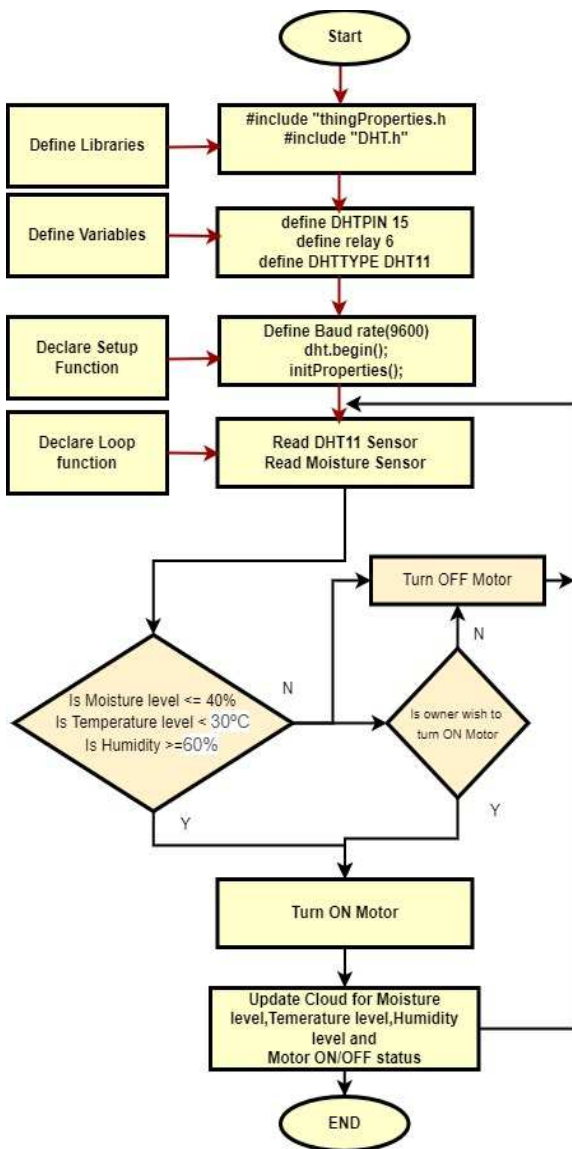 Start
Define Libraries
#include "thingProperties.h
#include "DHT.h"
Define Variables
define DHTPIN 15
define relay 6
define DHTTYPE DHT11
Declare Setup
Function
Define Baud rate(9600)
dht.begin();
initProperties();
Declare Loop
function
Read DHT11 Sensor
Read Moisture Sensor
Turn OFF Motor
N
Is Moisture level <= 40%
Is Temperature level < 30ºC
Is Humidity >=60%
N
Is owner wish to
turn ON Motor
Y
Y
Turn ON Motor
Update Cloud for Moisture
level,Temerature level,Humidity
level and
Motor ON/OFF status
END